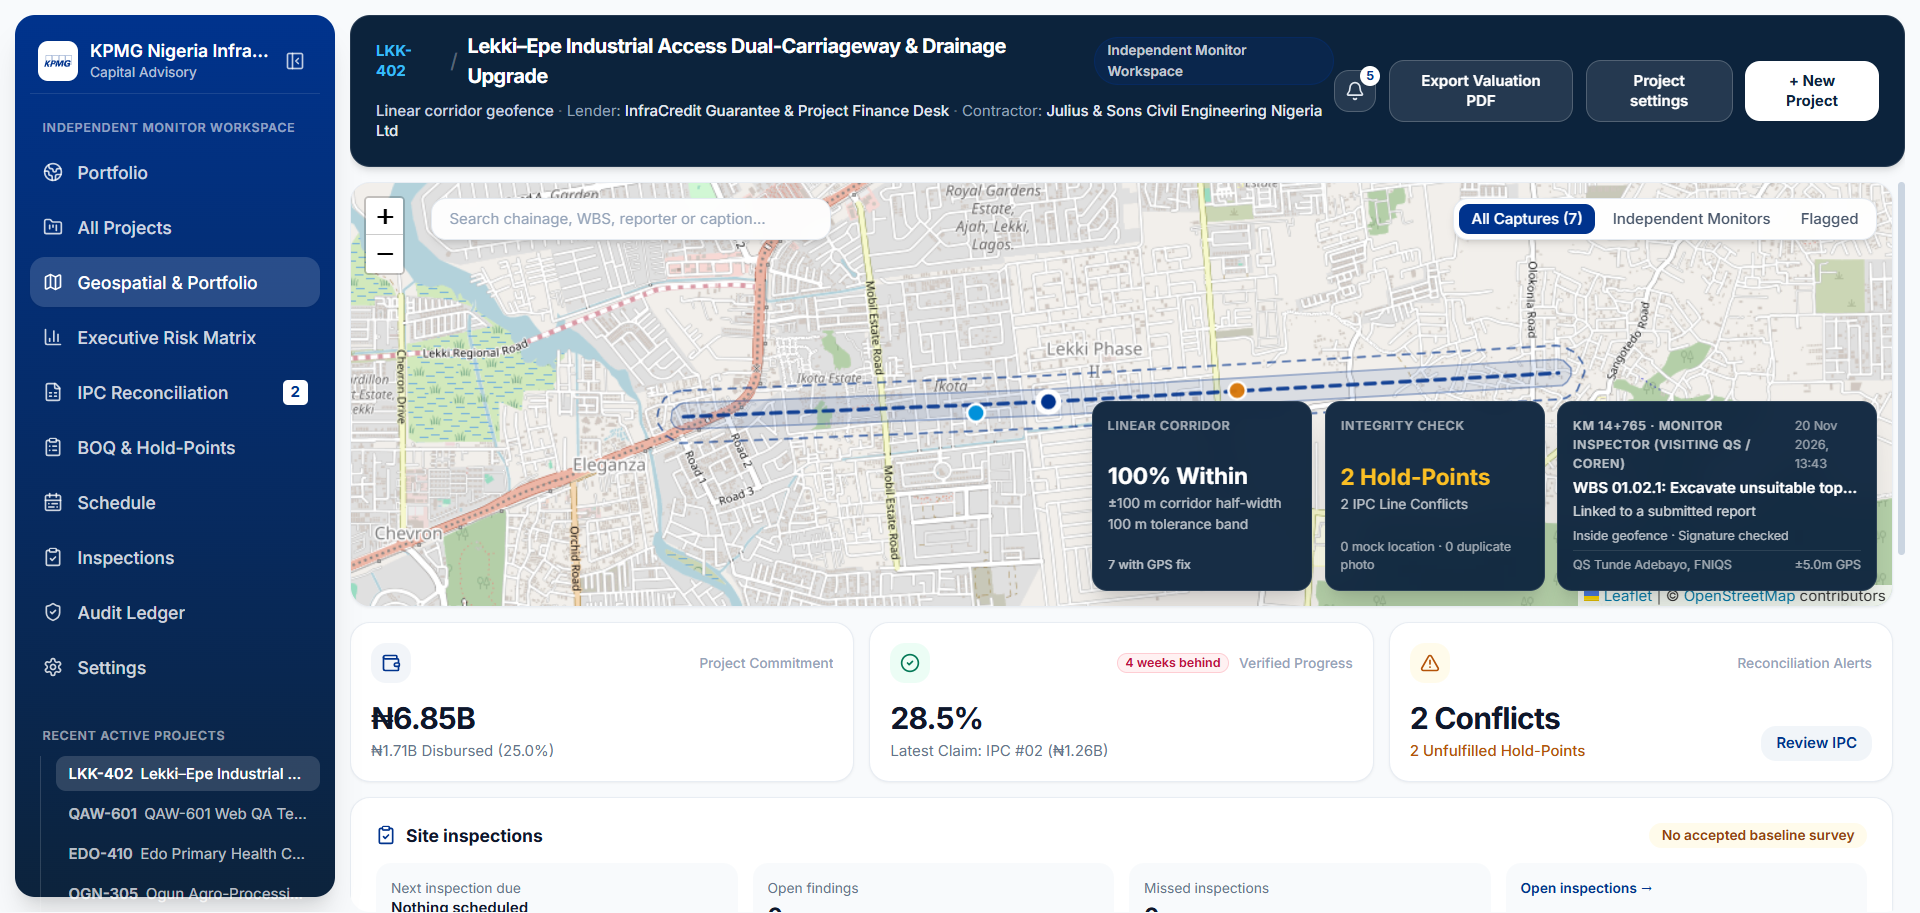 KPMG
KPMG Nigeria Infra...
Capital Advisory
INDEPENDENT MONITOR WORKSPACE
Portfolio
All Projects
Geospatial & Portfolio
Executive Risk Matrix
IPC Reconciliation
2
BOQ & Hold-Points
Schedule
Inspections
Audit Ledger
Settings
RECENT ACTIVE PROJECTS
LKK-402 Lekki–Epe Industrial ...
QAW-601 QAW-601 Web QA Te...
EDO-410 Edo Primary Health C...
OGN-305 Ogun Agro-Processi...
LKK-
402
/
Lekki–Epe Industrial Access Dual-Carriageway & Drainage
Upgrade
Independent Monitor
Workspace
Linear corridor geofence · Lender: InfraCredit Guarantee & Project Finance Desk · Contractor: Julius & Sons Civil Engineering Nigeria
Ltd
5
Export Valuation
PDF
Project
settings
+ New
Project
+
−
Search chainage, WBS, reporter or caption...
All Captures (7)
Independent Monitors
Flagged
Garden
Estate
Royal Gardens
Estate,
Ajah, Lekki,
Lagos.
Estate
2
Mobil Estate Road
Ologolo Road
Sangotedo Road
Lekki Regional Road
Chevron Drive
Lekki Phase
II
Ikota Estate
Ikota
Eleganza
Road 1
Road 2
Road 3
Mobil Estate Road
Chevron
Orchid Road
LINEAR CORRIDOR
100% Within
±100 m corridor half-width
100 m tolerance band
7 with GPS fix
INTEGRITY CHECK
2 Hold-Points
2 IPC Line Conflicts
0 mock location · 0 duplicate
photo
KM 14+765 · MONITOR
INSPECTOR (VISITING QS /
COREN)
20 Nov
2026,
13:43
WBS 01.02.1: Excavate unsuitable top...
Linked to a submitted report
Inside geofence · Signature checked
QS Tunde Adebayo, FNIQS
±5.0m GPS
Leaflet | © OpenStreetMap contributors
Project Commitment
₦6.85B
₦1.71B Disbursed (25.0%)
4 weeks behind
Verified Progress
28.5%
Latest Claim: IPC #02 (₦1.26B)
Reconciliation Alerts
2 Conflicts
2 Unfulfilled Hold-Points
Review IPC
Site inspections
No accepted baseline survey
Next inspection due
Nothing scheduled
Open findings
Missed inspections
Open inspections →